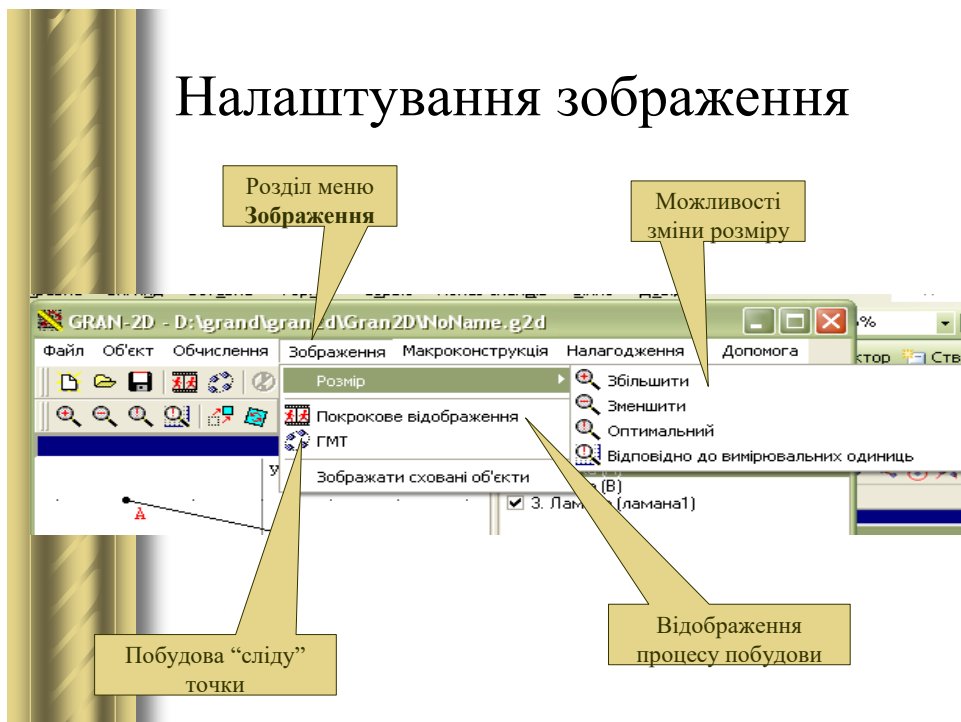 Налаштування зображення
Розділ меню
Зображення
Можливості
зміни розміру
GRAN-2D - D:\grand\gran2d\Gran2D\NoName.g2d
%
Файл Об'єкт Обчислення Зображення Макроконструкція Налагодження Допомога
ктор Ств
Розмір
Збільшити
Зменшити
Покрокове відображення
Оптимальний
ГМТ
Відповідно до вимірювальних одиниць
Зображати сховані об'єкти
У
(B)
3. Ламана (ламана1)
A
Побудова “сліду”
точки
Відображення
процесу побудови